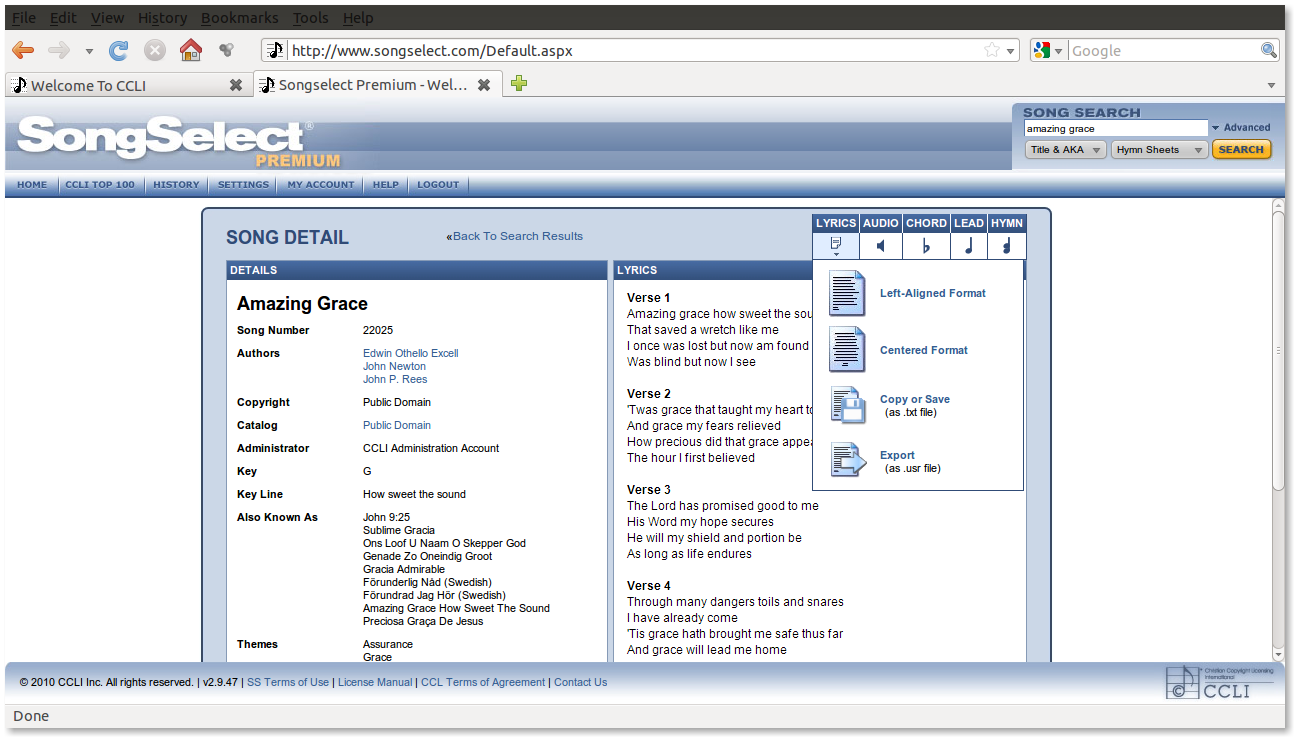 File Edit View History Bookmarks Tools Help
http://www.songselect.com/Default.aspx Google
Welcome To CCLI Songselect Premium - Wel...
SongSelect®
PREMIUM
SONG SEARCH
amazing grace Advanced
Title & AKA Hymn Sheets SEARCH
HOME CCLI TOP 100 HISTORY SETTINGS MY ACCOUNT HELP LOGOUT
SONG DETAIL
«Back To Search Results
LYRICS AUDIO CHORD LEAD HYMN
Left-Aligned Format
Centered Format
Copy or Save
(as .txt file)
Export
(as .usr file)
DETAILS
Amazing Grace
Song Number 22025
Authors Edwin Othello Excell
John Newton
John P. Rees
Copyright Public Domain
Catalog Public Domain
Administrator CCLI Administration Account
Key G
Key Line How sweet the sound
Also Known As John 9:25
Sublime Gracia
Ons Loof U Naam O Skepper God
Genade Zo Oneindig Groot
Gracia Admirable
Förunderlig Nåd (Swedish)
Förundrad Jag Hör (Swedish)
Amazing Grace How Sweet The Sound
Preciosa Graça De Jesus
Themes Assurance
Grace
LYRICS
Verse 1
Amazing grace how sweet the sou
That saved a wretch like me
I once was lost but now am found
Was blind but now I see
Verse 2
'Twas grace that taught my heart to
And grace my fears relieved
How precious did that grace appea
The hour I first believed
Verse 3
The Lord has promised good to me
His Word my hope secures
He will my shield and portion be
As long as life endures
Verse 4
Through many dangers toils and snares
I have already come
'Tis grace hath brought me safe thus far
And grace will lead me home
© 2010 CCLI Inc. All rights reserved. | v2.9.47 | SS Terms of Use | License Manual | CCL Terms of Agreement | Contact Us
Christian Copyright Licensing
International
© CCLI
Done